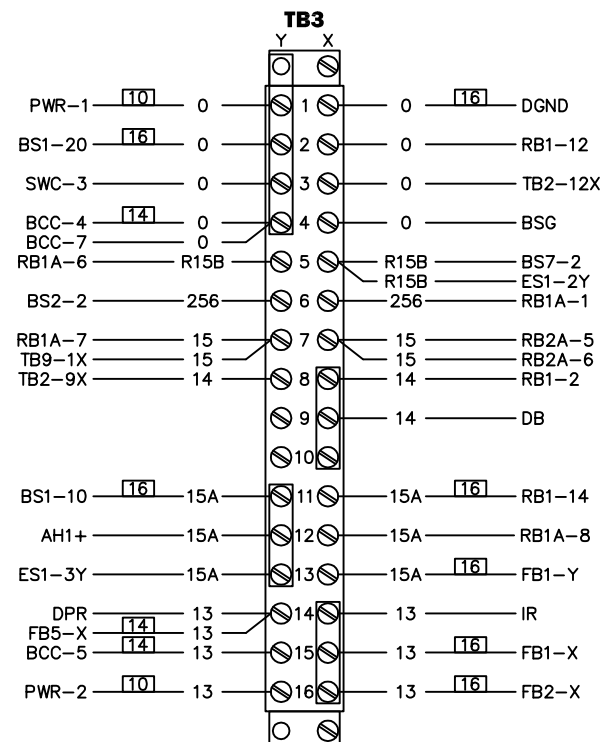 TB3
Y X
PWR-1 10 0 1 0 16 DGND
BS1-20 16 0 2 0 RB1-12
SWC-3 0 3 0 TB2-12X
BCC-4 14 0 4 0 BSG
BCC-7 0
RB1A-6 R15B 5 R15B BS7-2
R15B ES1-2Y
BS2-2 256 6 256 RB1A-1
RB1A-7 15 7 15 RB2A-5
TB9-1X 15 15 RB2A-6
TB2-9X 14 8 14 RB1-2
9 14 DB
10
BS1-10 16 15A 11 15A 16 RB1-14
AH1+ 15A 12 15A RB1A-8
ES1-3Y 15A 13 15A 16 FB1-Y
DPR 13 14 13 IR
FB5-X 14 13
BCC-5 14 13 15 13 16 FB1-X
PWR-2 10 13 16 13 16 FB2-X